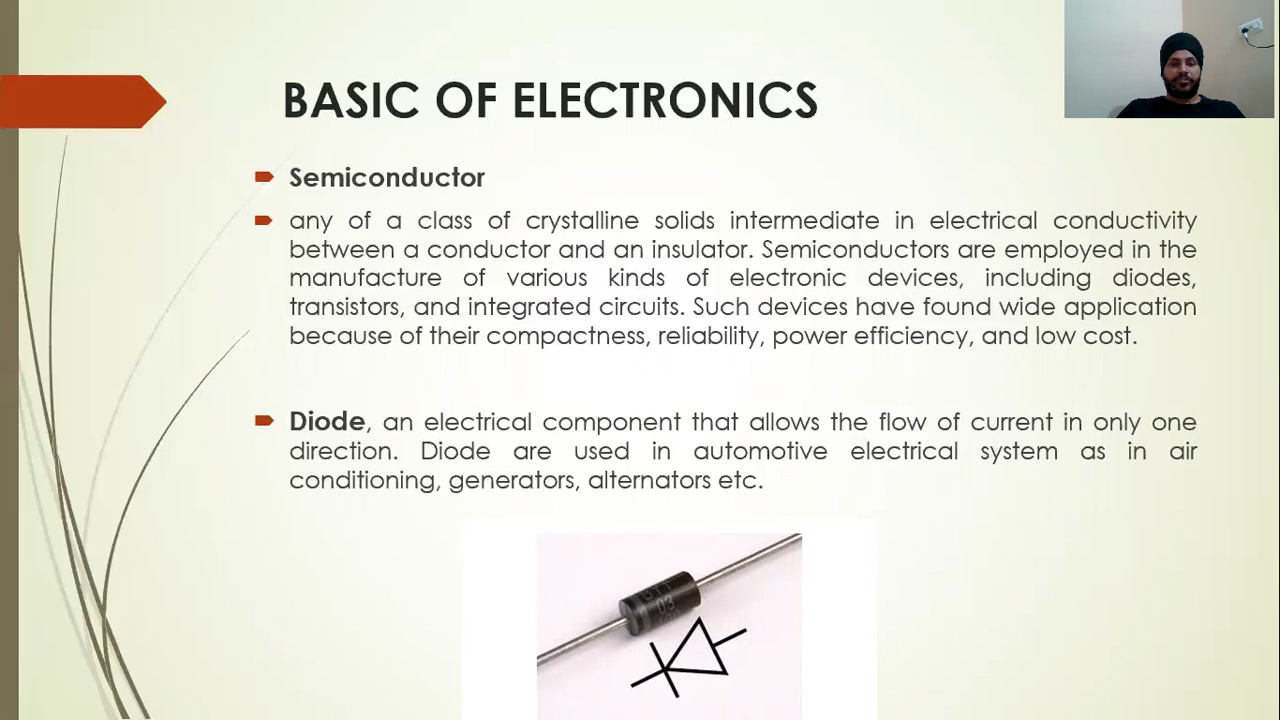 BASIC OF ELECTRONICS
Semiconductor
any of a class of crystalline solids intermediate in electrical conductivity
between a conductor and an insulator. Semiconductors are employed in the
manufacture of various kinds of electronic devices, including diodes,
transistors, and integrated circuits. Such devices have found wide application
because of their compactness, reliability, power efficiency, and low cost.
Diode, an electrical component that allows the flow of current in only one
direction. Diode are used in automotive electrical system as in air
conditioning, generators, alternators etc.
03